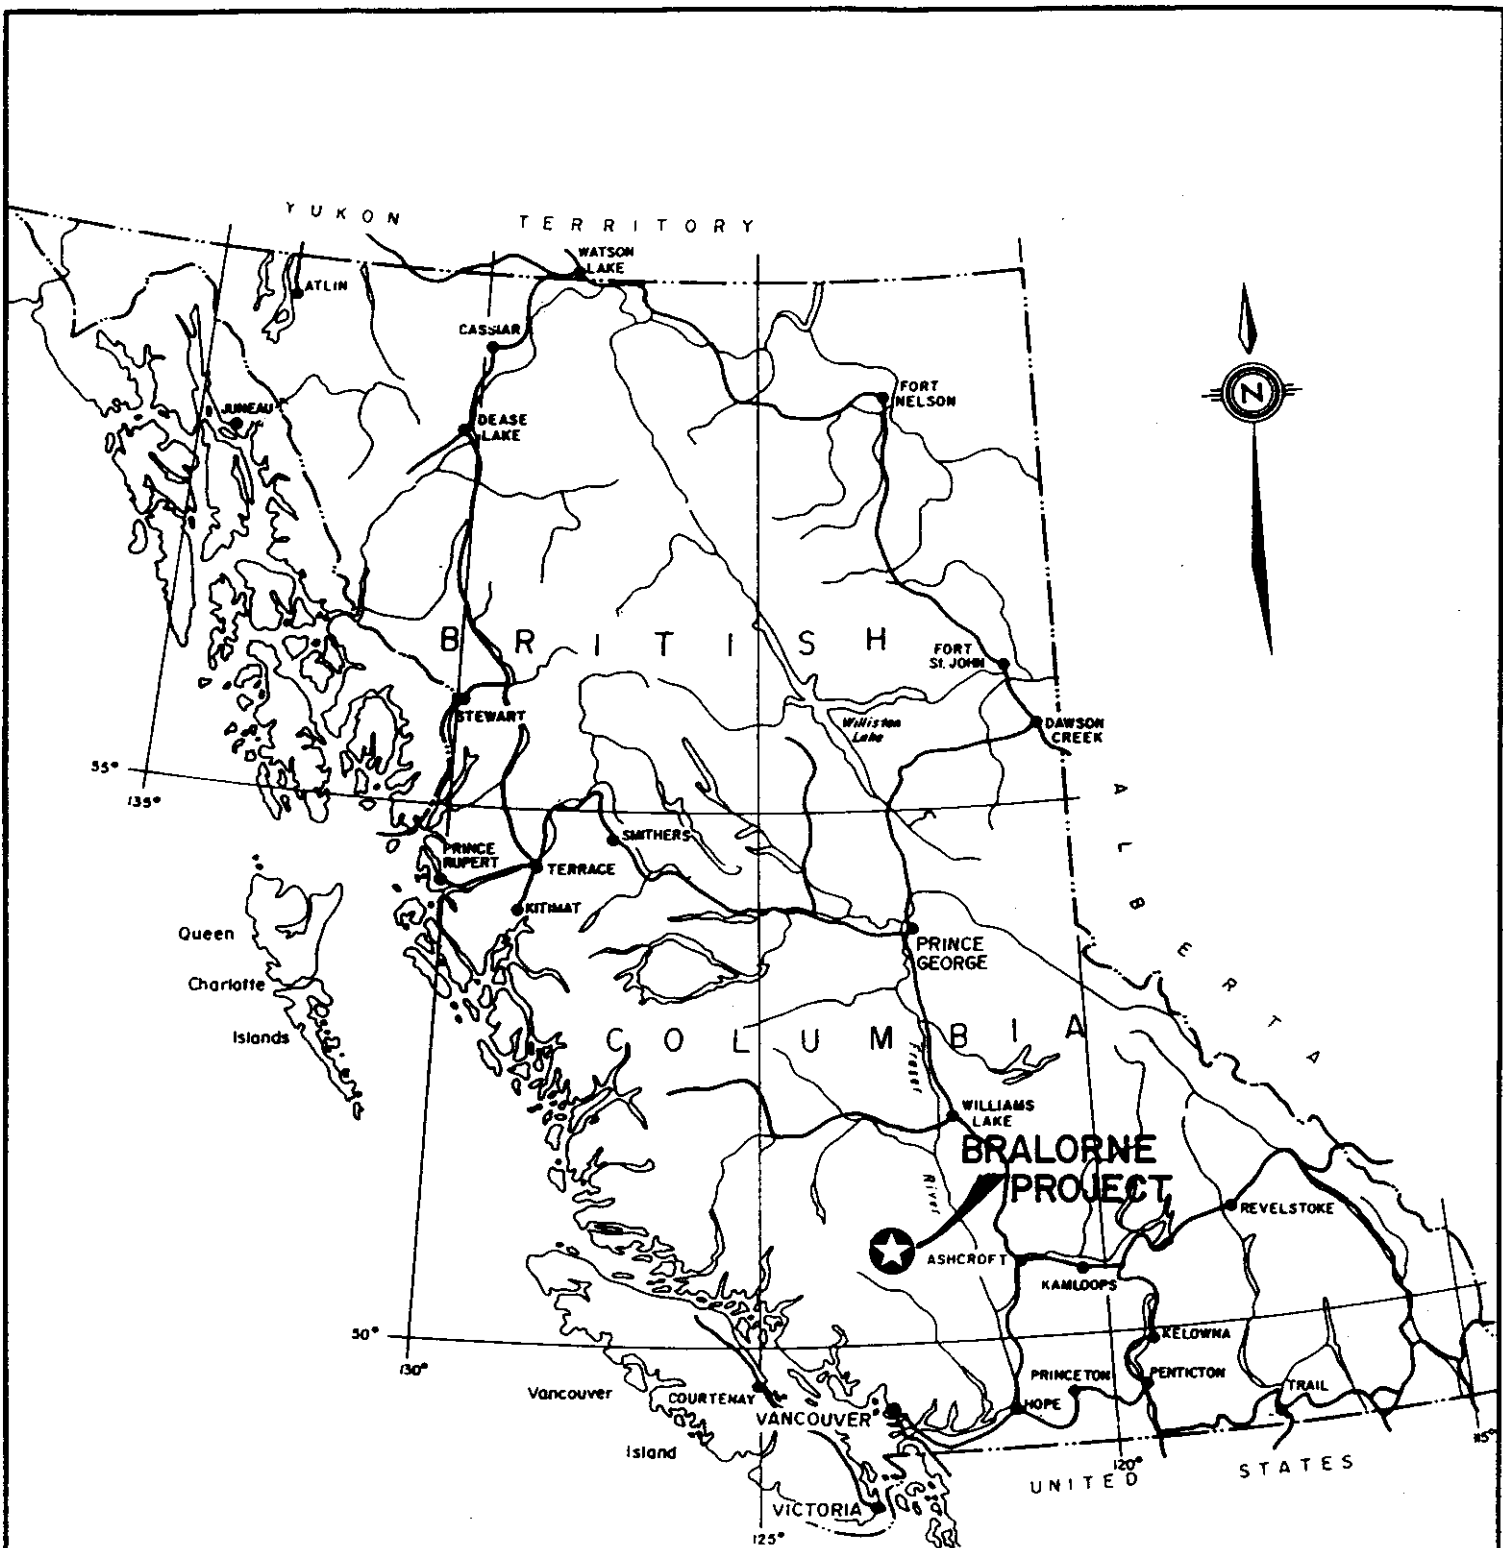 YUKON TERRITORY
WATSON
LAKE
ATLIN
CASSIAR
N
FORT
NELSON
JUNEAU
DEASE
LAKE
BRITISH
FORT
St. JOHN
STEWART
Williston
Lake
DAWSON
CREEK
55°
135°
ALBERTA
SMITHERS
PRINCE
RUPERT
TERRACE
KITIMAT
Queen
Charlotte
Islands
PRINCE
GEORGE
COLUMBIA
Fraser
River
WILLIAMS
LAKE
BRALORNE
PROJECT
REVELSTOKE
ASHCROFT
KAMLOOPS
50°
130°
KELOWNA
Vancouver
Island
COURTENAY
VANCOUVER
PRINCETON
PENTICTON
TRAIL
HOPE
115°
120°
UNITED STATES
VICTORIA
125°